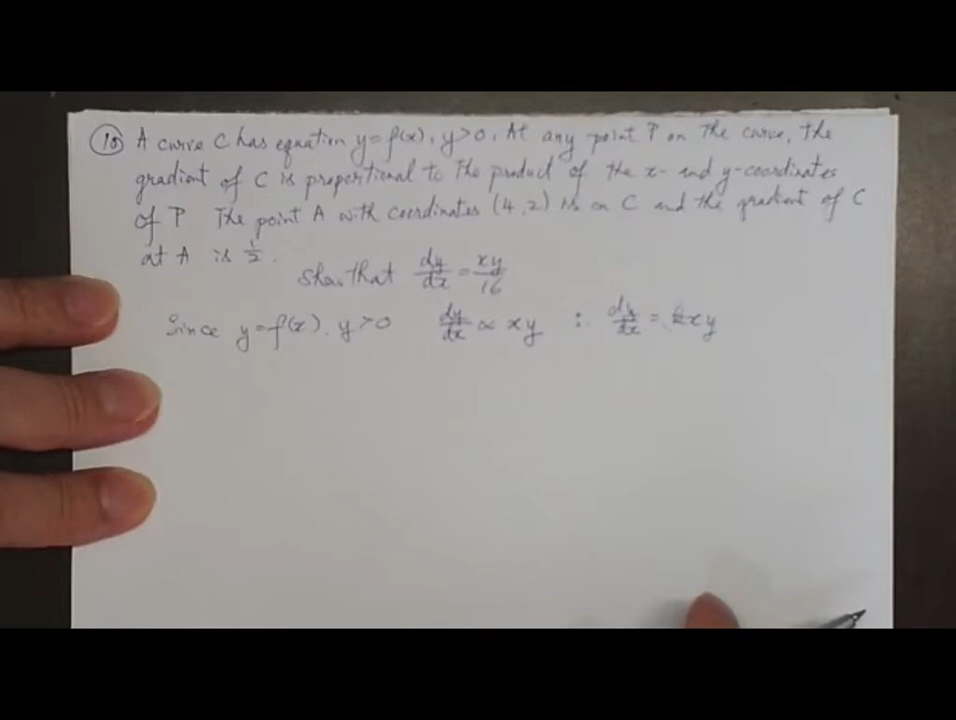 ⑩ A curve C has equation y = f(x), y>0. At any point P on the curve, the
gradient of C is proportional to the product of the x- and y-coordinates
of P The point A with coordinates (4,2) is on C and the gradient of C
at A is 1/2.
show that dy/dx = xy/16
Since y=f(x). y>0 dy/dx ∝ xy ∴ dy/dx = kxy